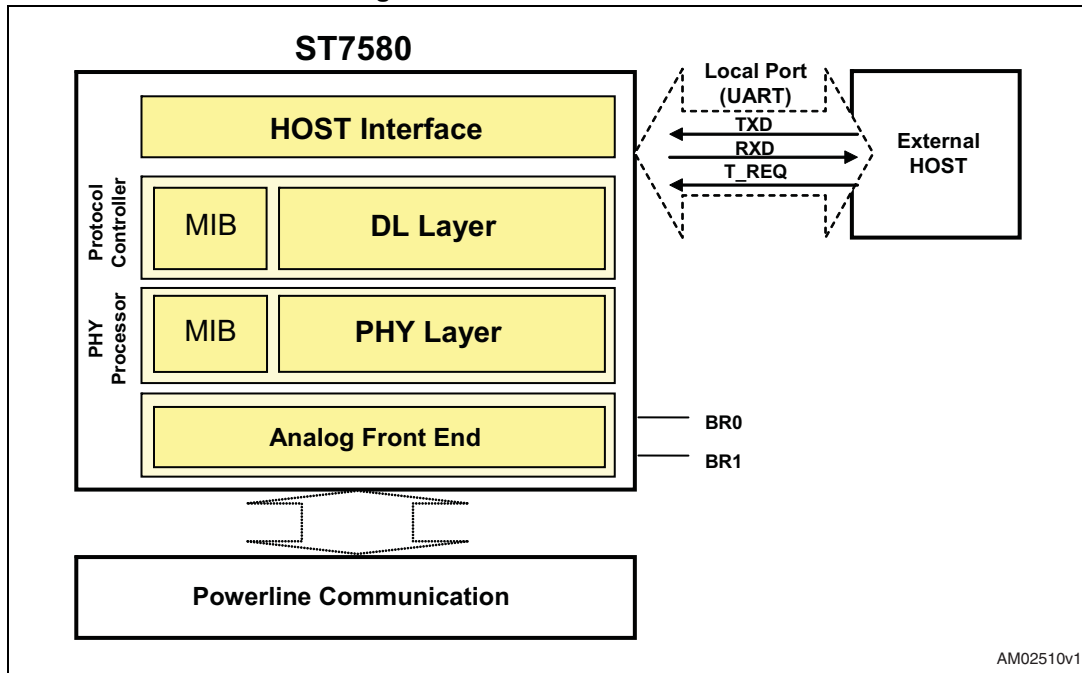 ST7580
HOST Interface
Protocol
Controller
MIB
DL Layer
PHY
Processor
MIB
PHY Layer
Analog Front End
Local Port
(UART)
TXD
RXD
T_REQ
External
HOST
BR0
BR1
Powerline Communication
AM02510v1